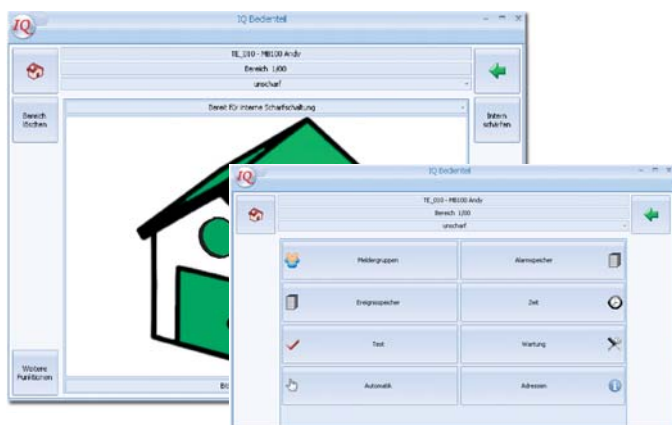 IQ
IQ Bedienteil
TE_010 - MB100 Andy
Bereich 1/00
unscharf
Bereich
löschen
Bereit für interne Scharfschaltung
Intern
schärfen
Weitere
Funktionen
IQ
IQ Bedienteil
TE_010 - MB100 Andy
Bereich 1/00
unscharf
Meldergruppen
Alarmspeicher
Ereignisspeicher
Zeit
Test
Wartung
Automatik
Adressen